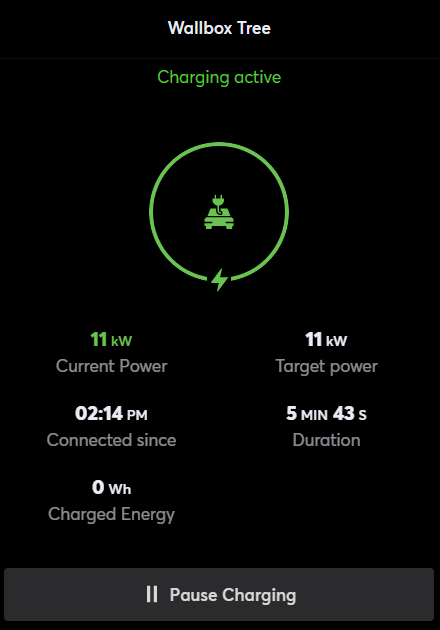 Wallbox Tree
Charging active
11 kW 11 kW
Current Power Target power
02:14 PM 5 MIN 43 S
Connected since Duration
0 Wh
Charged Energy
Pause Charging